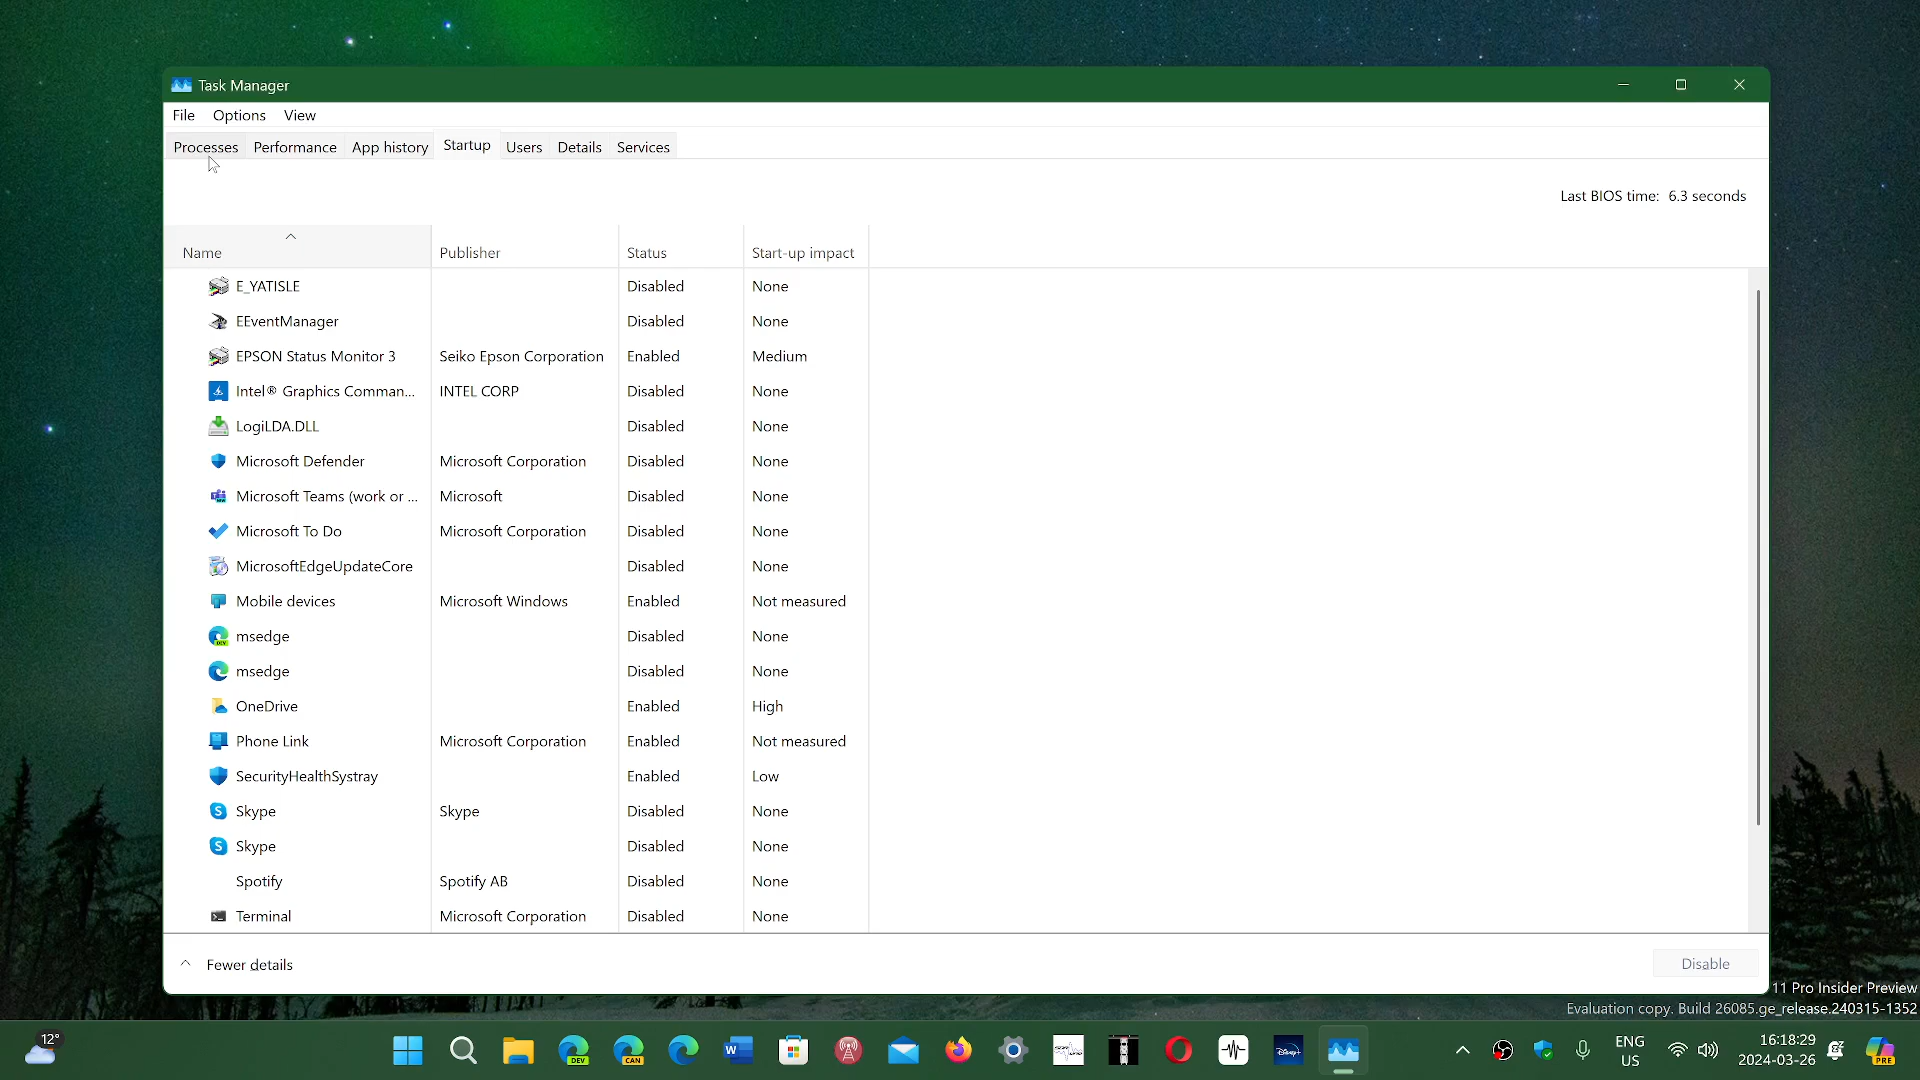 Task Manager
File Options View
Processes Performance App history Startup Users Details Services
Last BIOS time: 6.3 seconds
Name Publisher Status Start-up impact
E_YATISLE Disabled None
EEventManager Disabled None
EPSON Status Monitor 3 Seiko Epson Corporation Enabled Medium
Intel® Graphics Comman... INTEL CORP Disabled None
LogiLDA.DLL Disabled None
Microsoft Defender Microsoft Corporation Disabled None
Microsoft Teams (work or ... Microsoft Disabled None
Microsoft To Do Microsoft Corporation Disabled None
MicrosoftEdgeUpdateCore Disabled None
Mobile devices Microsoft Windows Enabled Not measured
msedge Disabled None
msedge Disabled None
OneDrive Enabled High
Phone Link Microsoft Corporation Enabled Not measured
SecurityHealthSystray Enabled Low
Skype Skype Disabled None
Skype Disabled None
Spotify Spotify AB Disabled None
Terminal Microsoft Corporation Disabled None
Fewer details Disable
11 Pro Insider Preview
Evaluation copy. Build 26085.ge_release.240315-1352
12°
DEV
CAN
Disney+
ENG
US
16:18:29
2024-03-26
PRE